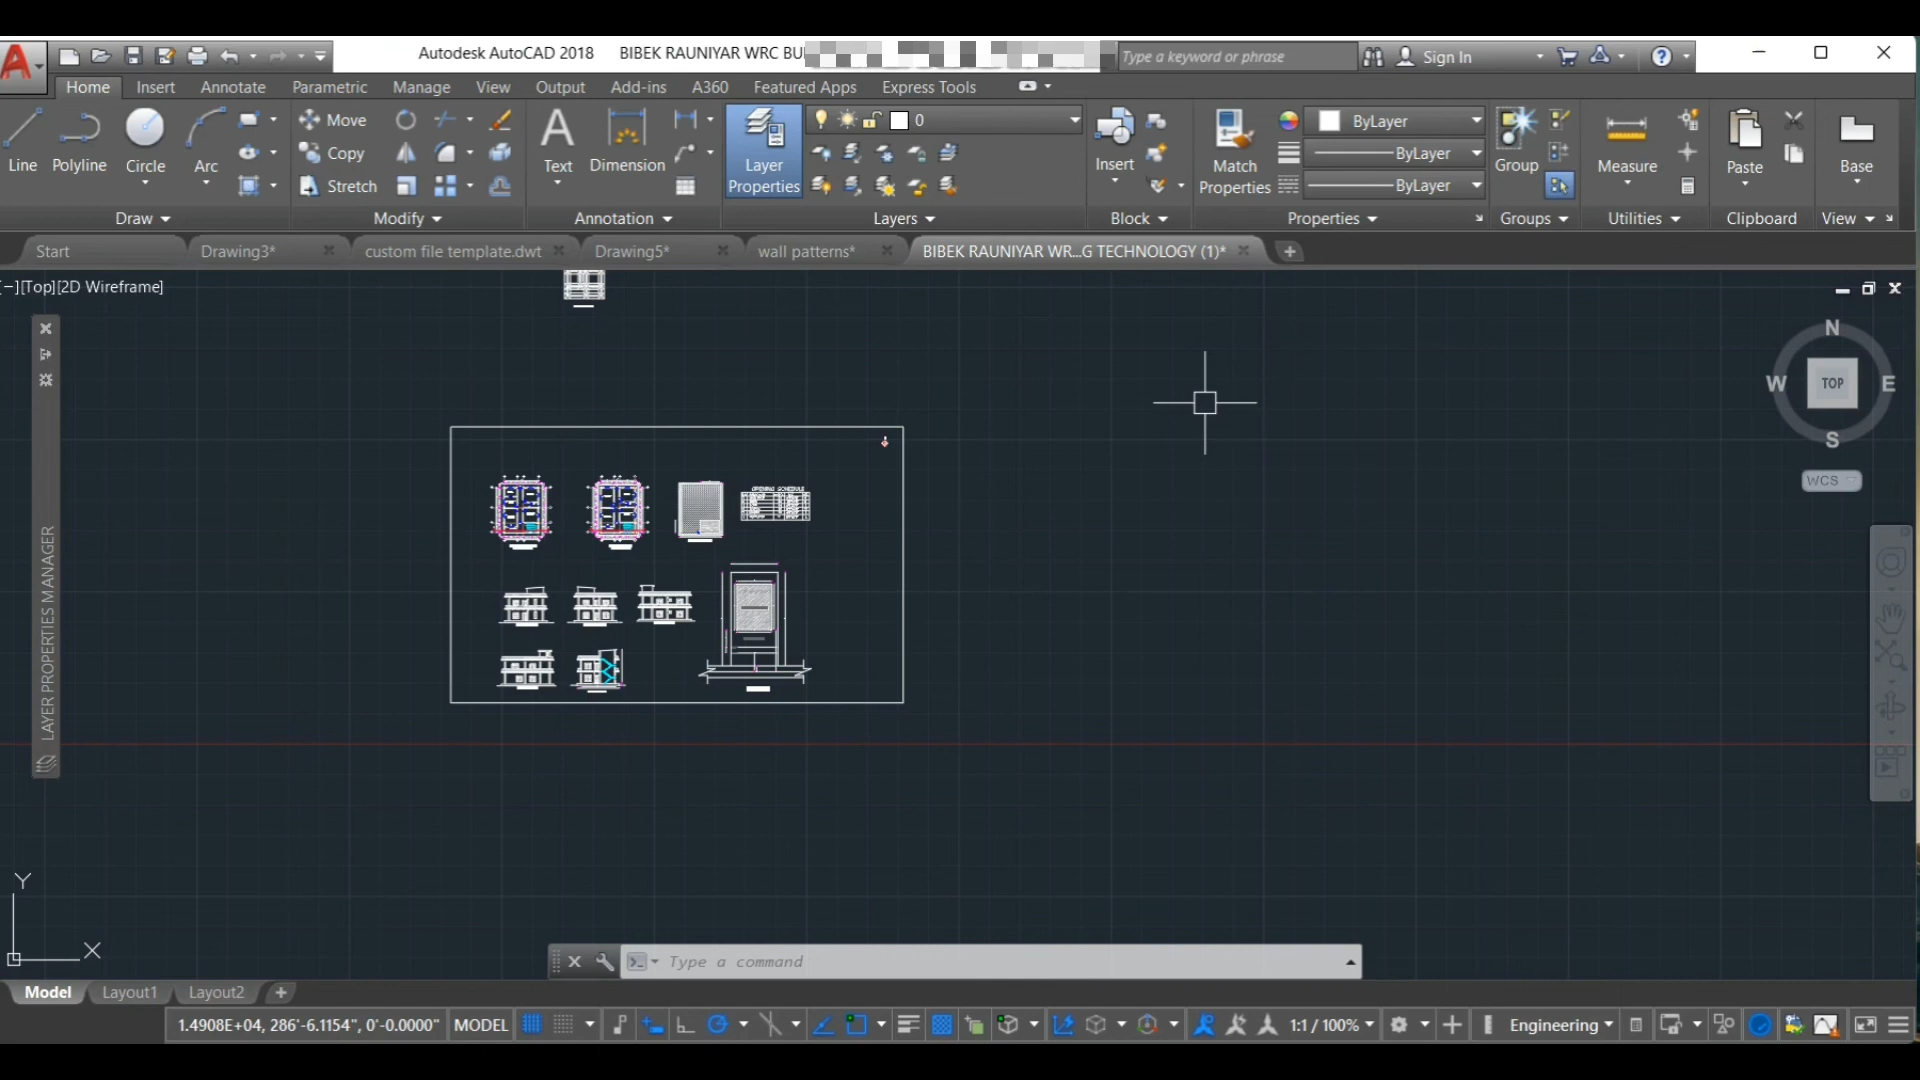 Autodesk AutoCAD 2018 BIBEK RAUNIYAR WRC BU
Type a keyword or phrase
Sign In
Home Insert Annotate Parametric Manage View Output Add-ins A360 Featured Apps Express Tools
Line Polyline Circle Arc
Move
Copy
Stretch
Text Dimension
Layer Properties
0
Insert
Match Properties
ByLayer
ByLayer
ByLayer
Group
Measure
Paste
Base
Draw Modify Annotation Layers Block Properties Groups Utilities Clipboard View
Start Drawing3* custom file template.dwt Drawing5* wall patterns* BIBEK RAUNIYAR WR...G TECHNOLOGY (1)*
[−][Top][2D Wireframe]
N
W TOP E
S
WCS
LAYER PROPERTIES MANAGER
OPENING SCHEDULE
Y
X
Type a command
Model Layout1 Layout2
1.4908E+04, 286'-6.1154", 0'-0.0000" MODEL 1:1 / 100% Engineering